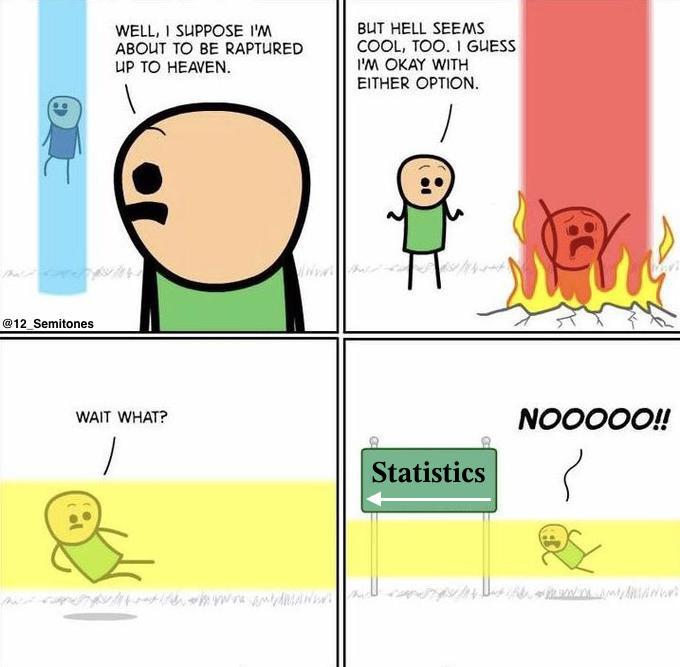 WELL, I SUPPOSE I'M
ABOUT TO BE RAPTURED
UP TO HEAVEN.
BUT HELL SEEMS
COOL, TOO. I GUESS
I'M OKAY WITH
EITHER OPTION.
@12_Semitones
WAIT WHAT?
NOOOOO!!
Statistics